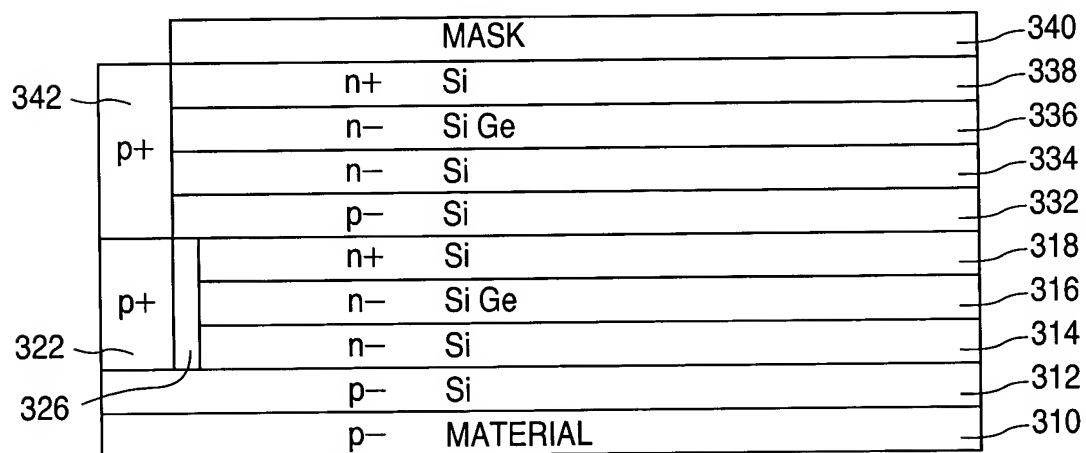 MASK 340
342 n+ Si 338
n– Si Ge 336
p+ n– Si 334
p– Si 332
n+ Si 318
p+ n– Si Ge 316
322 n– Si 314
326 p– Si 312
p– MATERIAL 310